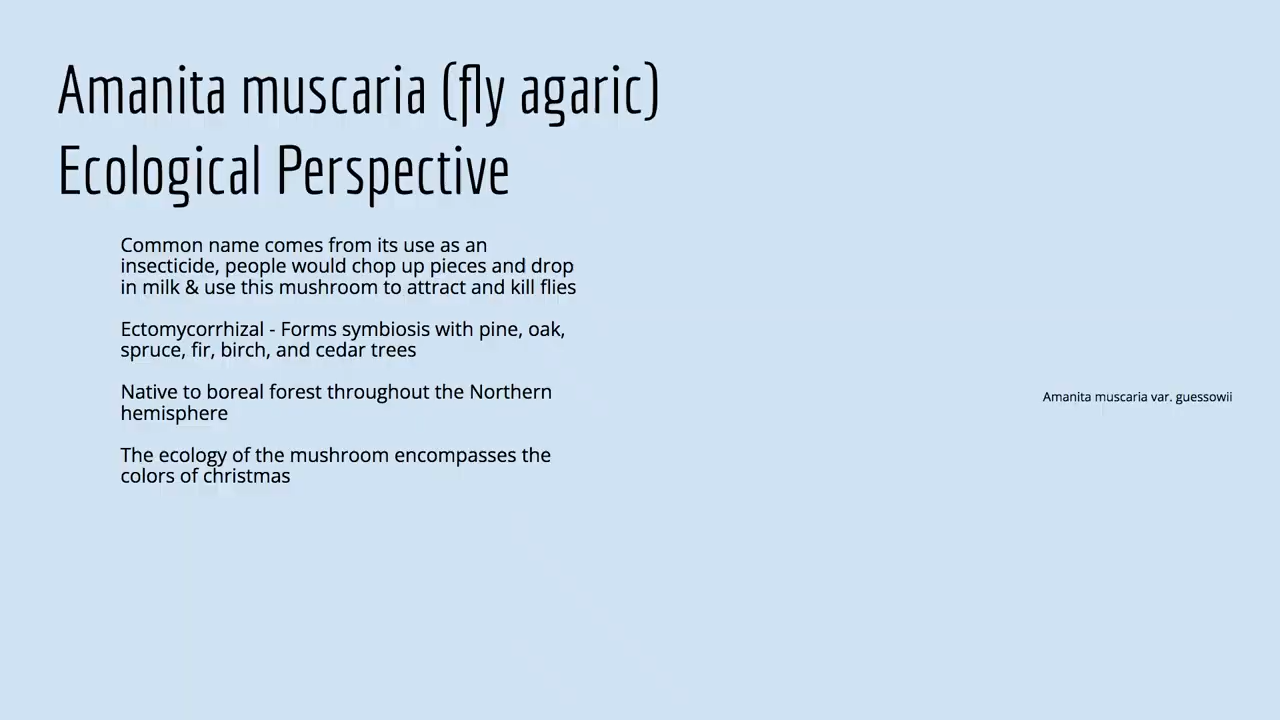 Amanita muscaria (fly agaric)
Ecological Perspective
Common name comes from its use as an
insecticide, people would chop up pieces and drop
in milk & use this mushroom to attract and kill flies
Ectomycorrhizal - Forms symbiosis with pine, oak,
spruce, fir, birch, and cedar trees
Native to boreal forest throughout the Northern
hemisphere
The ecology of the mushroom encompasses the
colors of christmas
Amanita muscaria var. guessowii